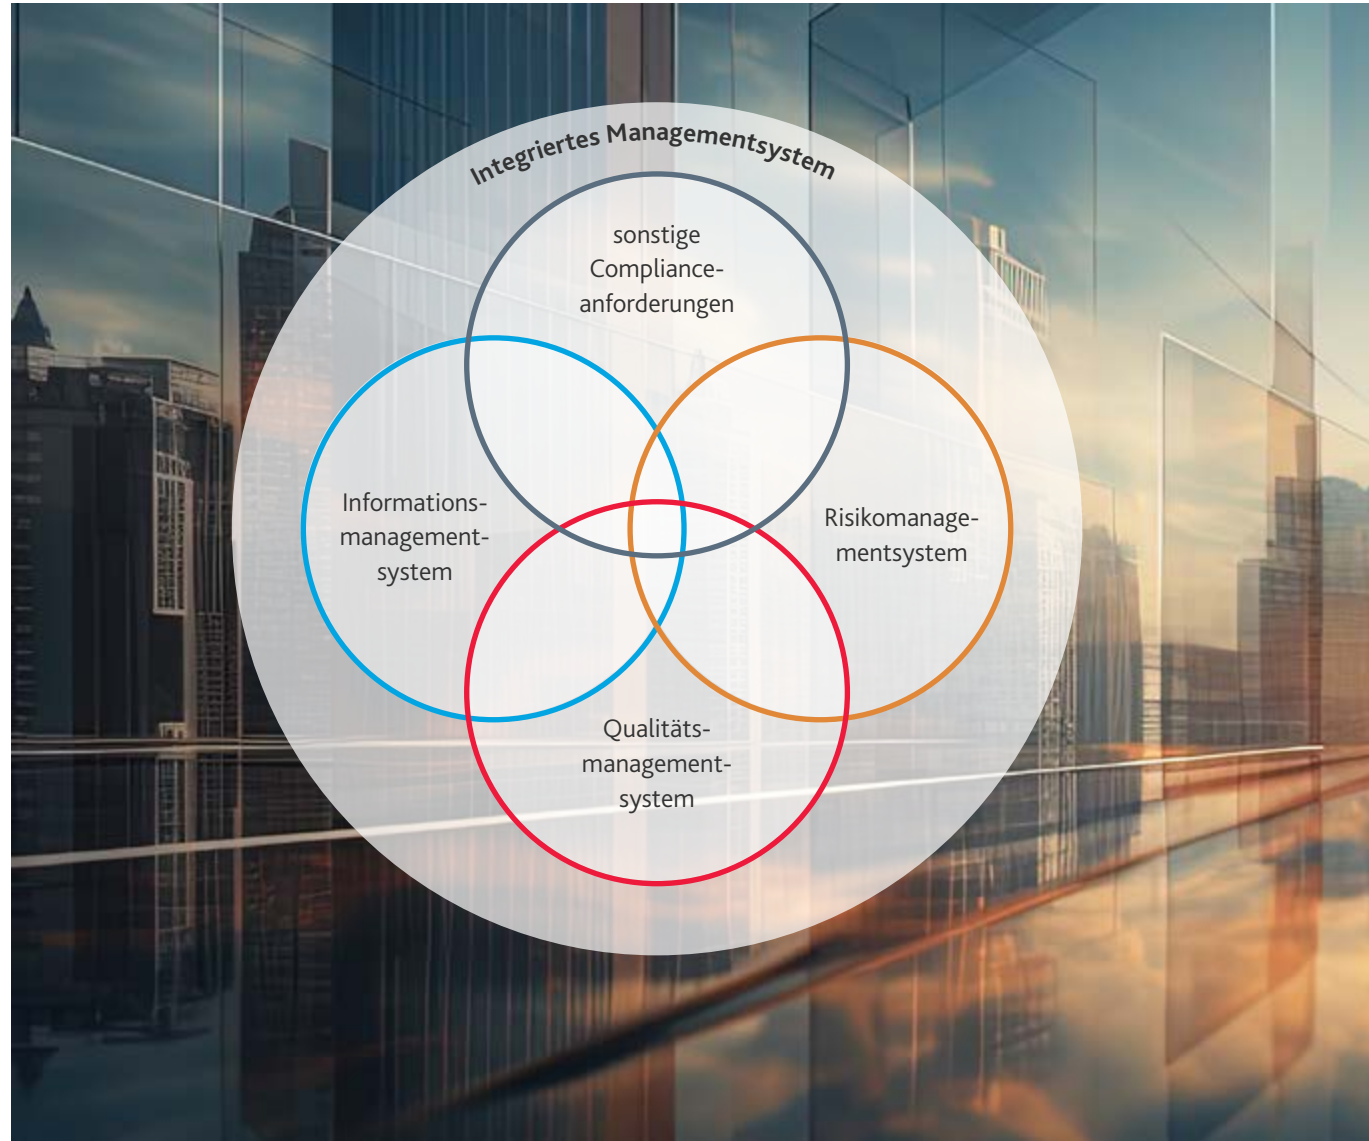 Integriertes Managementsystem
sonstige
Compliance-
anforderungen
Informations-
management-
system
Risikomanage-
mentsystem
Qualitäts-
management-
system